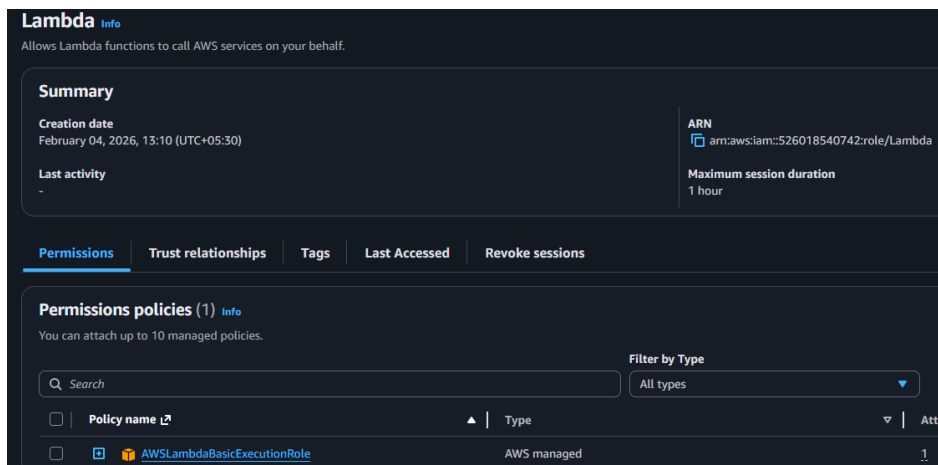 Lambda Info
Allows Lambda functions to call AWS services on your behalf.
Summary
Creation date
February 04, 2026, 13:10 (UTC+05:30)
ARN
arn:aws:iam::526018540742:role/Lambda
Last activity
-
Maximum session duration
1 hour
Permissions Trust relationships Tags Last Accessed Revoke sessions
Permissions policies (1) Info
You can attach up to 10 managed policies.
Filter by Type
Search
All types
Policy name Type Att
AWSLambdaBasicExecutionRole AWS managed 1